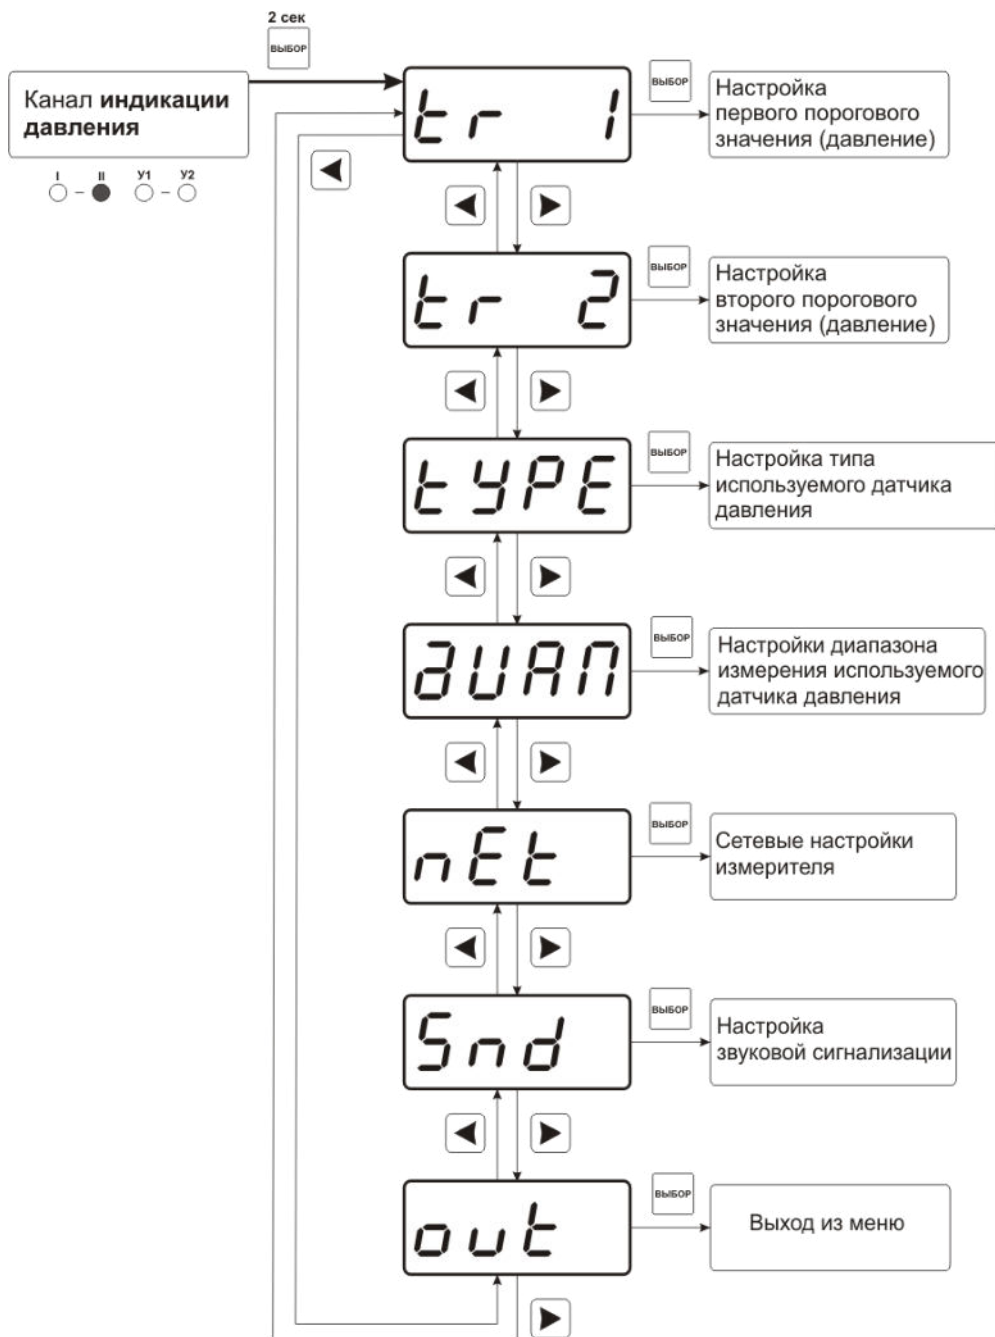 2 сек
ВЫБОР
Канал индикации
давления
I II У1 У2
tr 1
ВЫБОР
Настройка
первого порогового
значения (давление)
tr 2
ВЫБОР
Настройка
второго порогового
значения (давление)
tYPE
ВЫБОР
Настройка типа
используемого датчика
давления
ДИАП
ВЫБОР
Настройки диапазона
измерения используемого
датчика давления
nEt
ВЫБОР
Сетевые настройки
измерителя
Snd
ВЫБОР
Настройка
звуковой сигнализации
out
ВЫБОР
Выход из меню